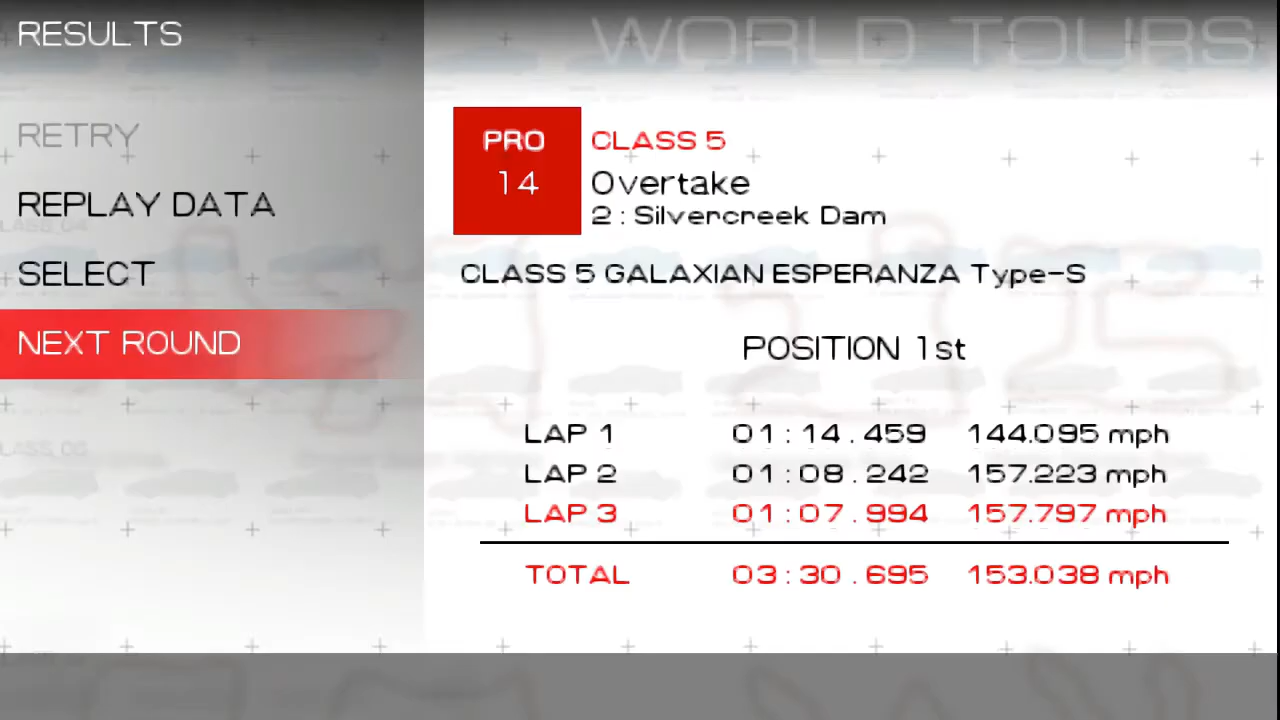 RESULTS
WORLD TOURS
RETRY
REPLAY DATA
SELECT
NEXT ROUND
PRO
14
CLASS 5
Overtake
2 : Silvercreek Dam
CLASS 5 GALAXIAN ESPERANZA Type-S
POSITION 1st
LAP 1 01 : 14 . 459 144.095 mph
LAP 2 01 : 08 . 242 157.223 mph
LAP 3 01 : 07 . 994 157.797 mph
TOTAL 03 : 30 . 695 153.038 mph